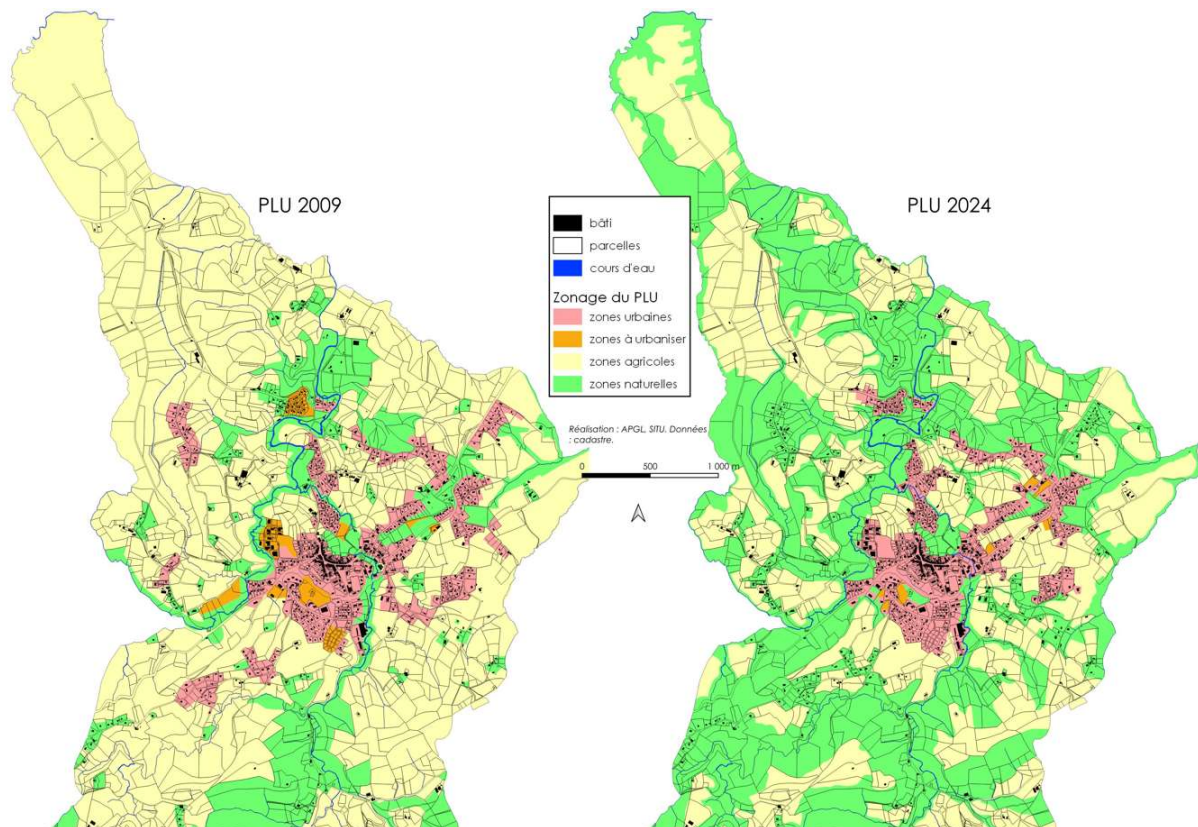 PLU 2009
PLU 2024
bâti
parcelles
cours d'eau
Zonage du PLU
zones urbaines
zones à urbaniser
zones agricoles
zones naturelles
Réalisation : APGL, SITU. Données
: cadastre.
0 500 1 000 m